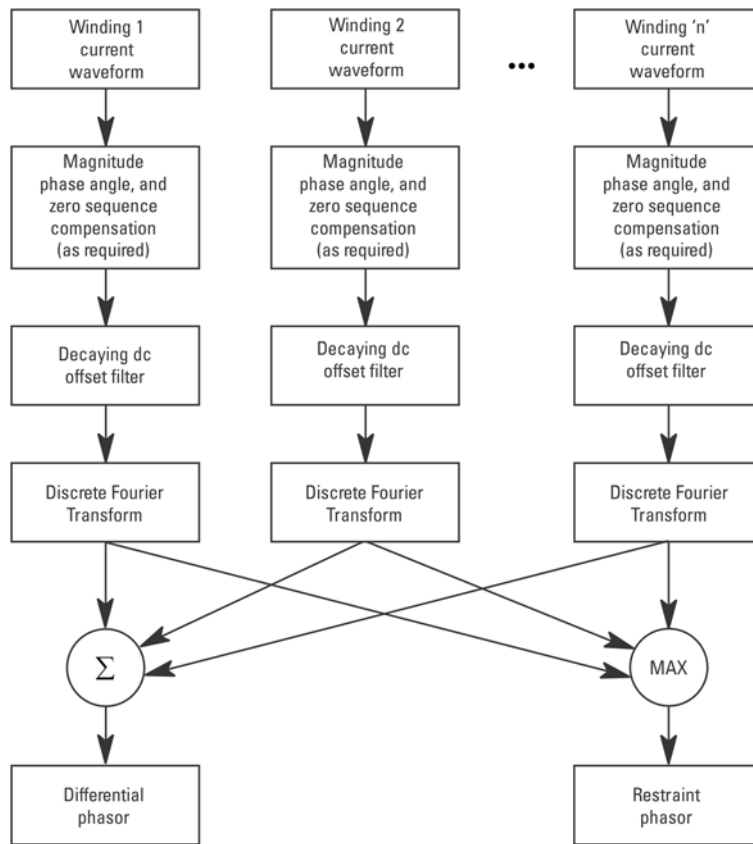 Winding 1
current
waveform
Winding 2
current
waveform
...
Winding ‘n’
current
waveform
Magnitude
phase angle, and
zero sequence
compensation
(as required)
Magnitude
phase angle, and
zero sequence
compensation
(as required)
Magnitude
phase angle, and
zero sequence
compensation
(as required)
Decaying dc
offset filter
Decaying dc
offset filter
Decaying dc
offset filter
Discrete Fourier
Transform
Discrete Fourier
Transform
Discrete Fourier
Transform
Σ
MAX
Differential
phasor
Restraint
phasor